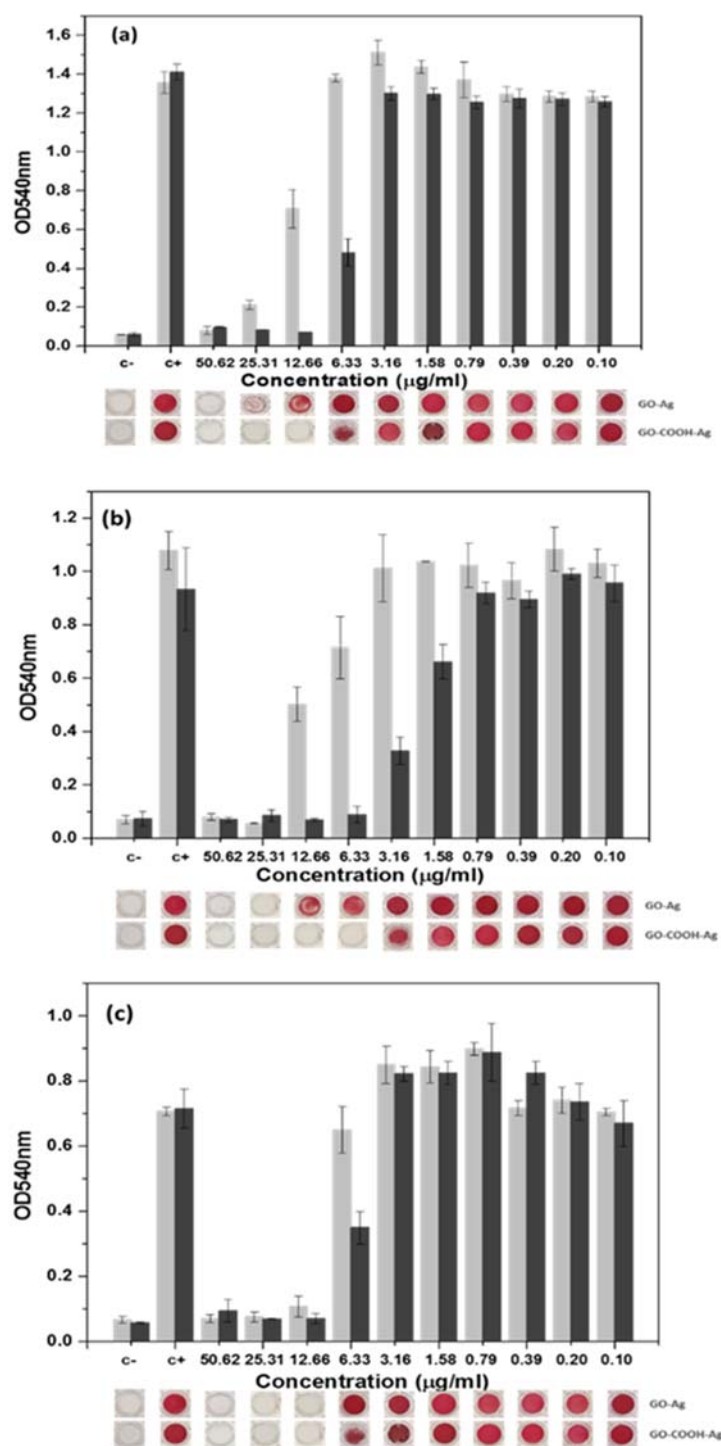 (a)
1.6
1.4
1.2
1.0
0.8
0.6
0.4
0.2
0.0
OD540nm
c- c+ 50.62 25.31 12.66 6.33 3.16 1.58 0.79 0.39 0.20 0.10
Concentration (µg/ml)
GO-Ag
GO-COOH-Ag
(b)
1.2
1.0
0.8
0.6
0.4
0.2
0.0
OD540nm
c- c+ 50.62 25.31 12.66 6.33 3.16 1.58 0.79 0.39 0.20 0.10
Concentration (µg/ml)
GO-Ag
GO-COOH-Ag
(c)
1.0
0.8
0.6
0.4
0.2
0.0
OD540nm
c- c+ 50.62 25.31 12.66 6.33 3.16 1.58 0.79 0.39 0.20 0.10
Concentration (µg/ml)
GO-Ag
GO-COOH-Ag